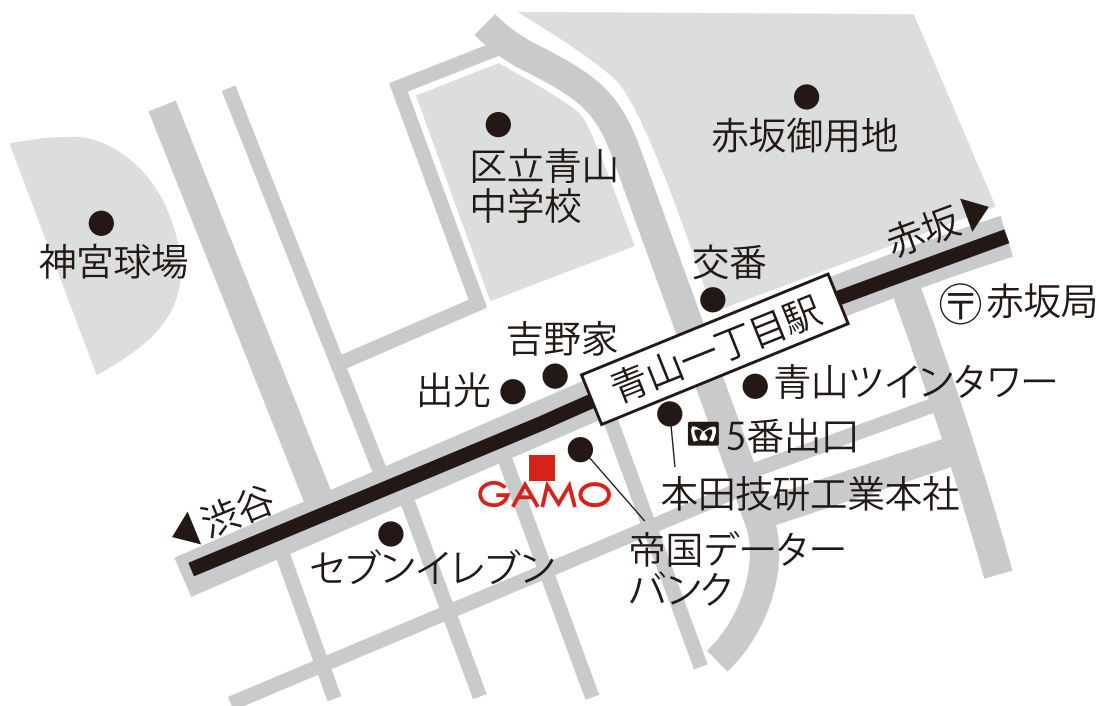 赤坂御用地
区立青山
中学校
神宮球場
赤坂
交番
〒赤坂局
青山一丁目駅
吉野家
出光
青山ツインタワー
5番出口
GAMO
本田技研工業本社
渋谷
帝国データー
バンク
セブンイレブン